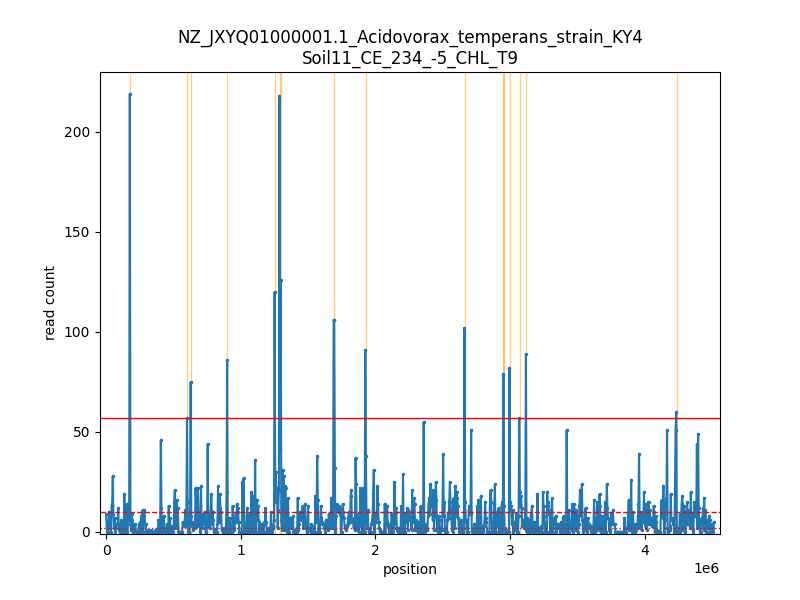 NZ_JXYQ01000001.1_Acidovorax_temperans_strain_KY4
Soil11_CE_234_-5_CHL_T9
200
150
100
50
0
read count
0 1 2 3 4
1e6
position